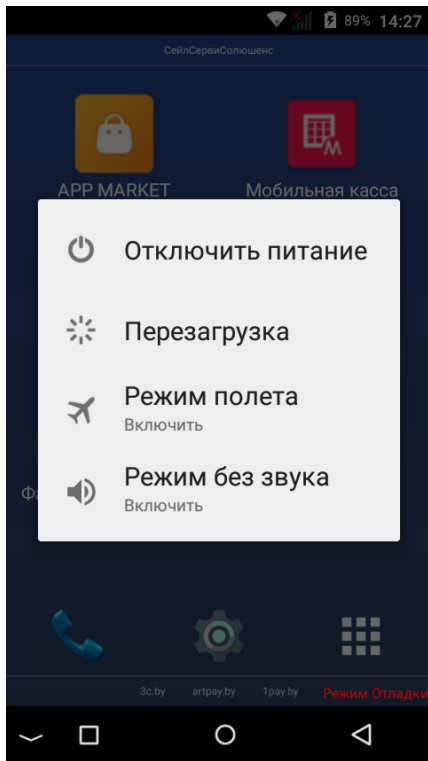 89% 14:27
СейлСервиСолюшенс
APP MARKET
Мобильная касса
Отключить питание
Перезагрузка
Режим полета
Включить
Режим без звука
Включить
3c.by artpay.by 1pay.by Режим Отладки